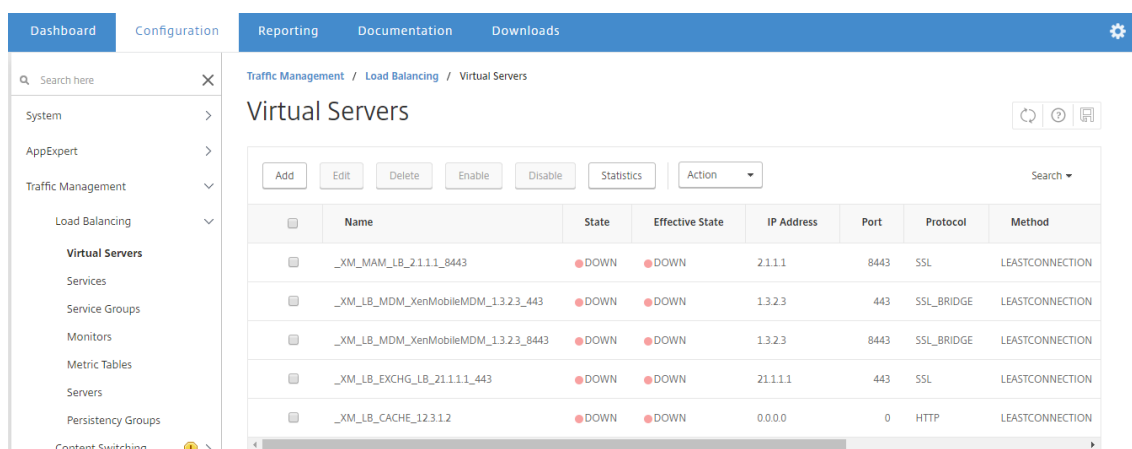 Dashboard Configuration Reporting Documentation Downloads
Search here
System
AppExpert
Traffic Management
Load Balancing
Virtual Servers
Services
Service Groups
Monitors
Metric Tables
Servers
Persistency Groups
Content Switching
Traffic Management / Load Balancing / Virtual Servers
Virtual Servers
Add Edit Delete Enable Disable Statistics Action Search
Name State Effective State IP Address Port Protocol Method
_XM_MAM_LB_2.1.1.1_8443 DOWN DOWN 2.1.1.1 8443 SSL LEASTCONNECTION
_XM_LB_MDM_XenMobileMDM_1.3.2.3_443 DOWN DOWN 1.3.2.3 443 SSL_BRIDGE LEASTCONNECTION
_XM_LB_MDM_XenMobileMDM_1.3.2.3_8443 DOWN DOWN 1.3.2.3 8443 SSL_BRIDGE LEASTCONNECTION
_XM_LB_EXCHG_LB_21.1.1.1_443 DOWN DOWN 21.1.1.1 443 SSL LEASTCONNECTION
_XM_LB_CACHE_12.3.1.2 DOWN DOWN 0.0.0.0 0 HTTP LEASTCONNECTION